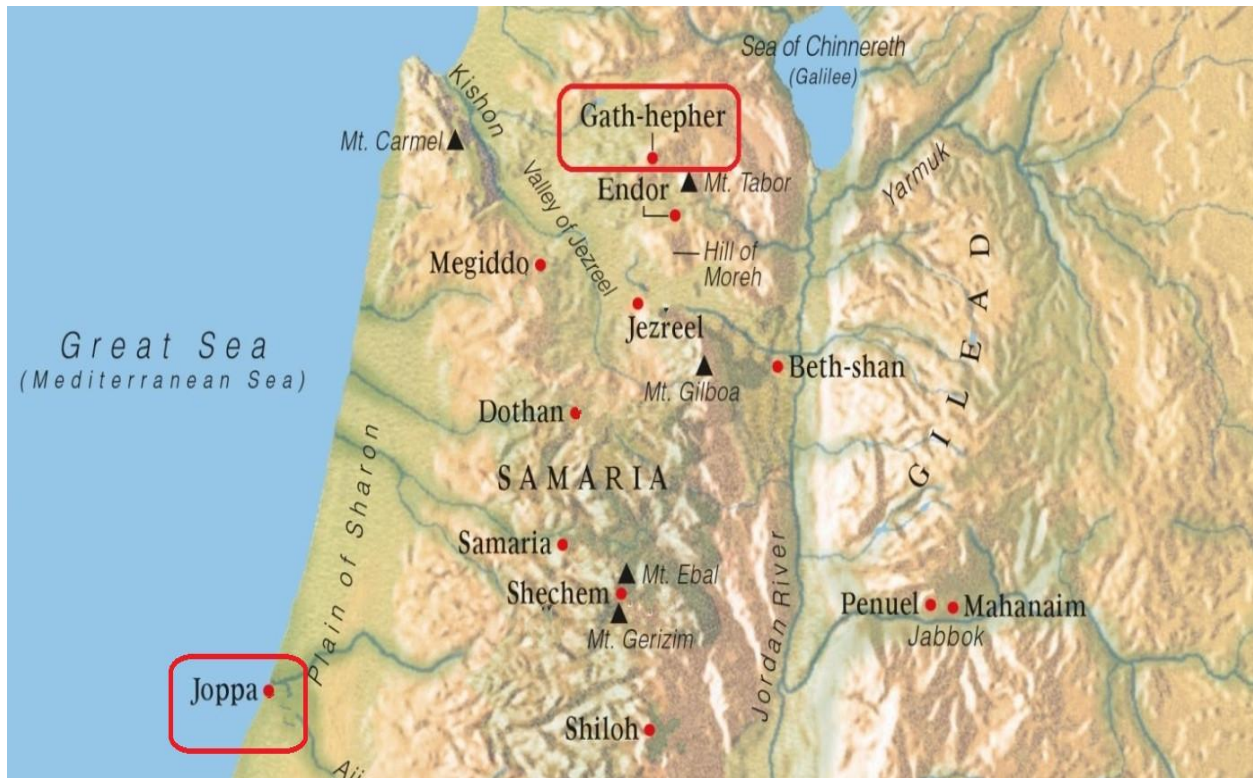 Sea of Chinnereth
(Galilee)
Kishon
Gath-hepher
Mt. Carmel
Valley of Jezreel
Endor
Mt. Tabor
Yarmuk
Megiddo
Hill of
Moreh
GILEAD
Great Sea
(Mediterranean Sea)
Jezreel
Beth-shan
Mt. Gilboa
Dothan
SAMARIA
Plain of Sharon
Samaria
Mt. Ebal
Shechem
Jordan River
Penuel
Mahanaim
Mt. Gerizim
Jabbok
Joppa
Shiloh